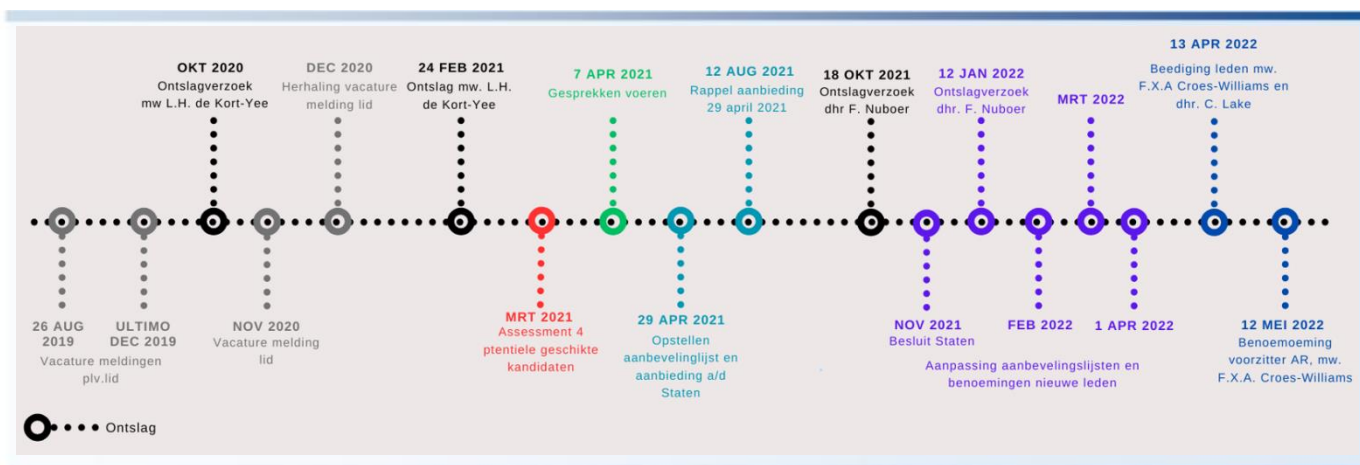 OKT 2020
Ontslagverzoek
mw L.H. de Kort-Yee
DEC 2020
Herhaling vacature
melding lid
24 FEB 2021
Ontslag mw. L.H.
de Kort-Yee
7 APR 2021
Gesprekken voeren
12 AUG 2021
Rappel aanbieding
29 april 2021
18 OKT 2021
Ontslagverzoek
dhr F. Nuboer
12 JAN 2022
Ontslagverzoek
dhr. F. Nuboer
MRT 2022
13 APR 2022
Beediging leden mw.
F.X.A Croes-Williams en
dhr. C. Lake
26 AUG
2019
ULTIMO
DEC 2019
Vacature meldingen
plv.lid
NOV 2020
Vacature melding
lid
MRT 2021
Assessment 4
ptentiele geschikte
kandidaten
29 APR 2021
Opstellen
aanbevelinglijst en
aanbieding a/d
Staten
NOV 2021
Besluit Staten
FEB 2022
1 APR 2022
Aanpassing aanbevelingslijsten en
benoemingen nieuwe leden
12 MEI 2022
Benoemoeming
voorzitter AR, mw.
F.X.A. Croes-Williams
Ontslag